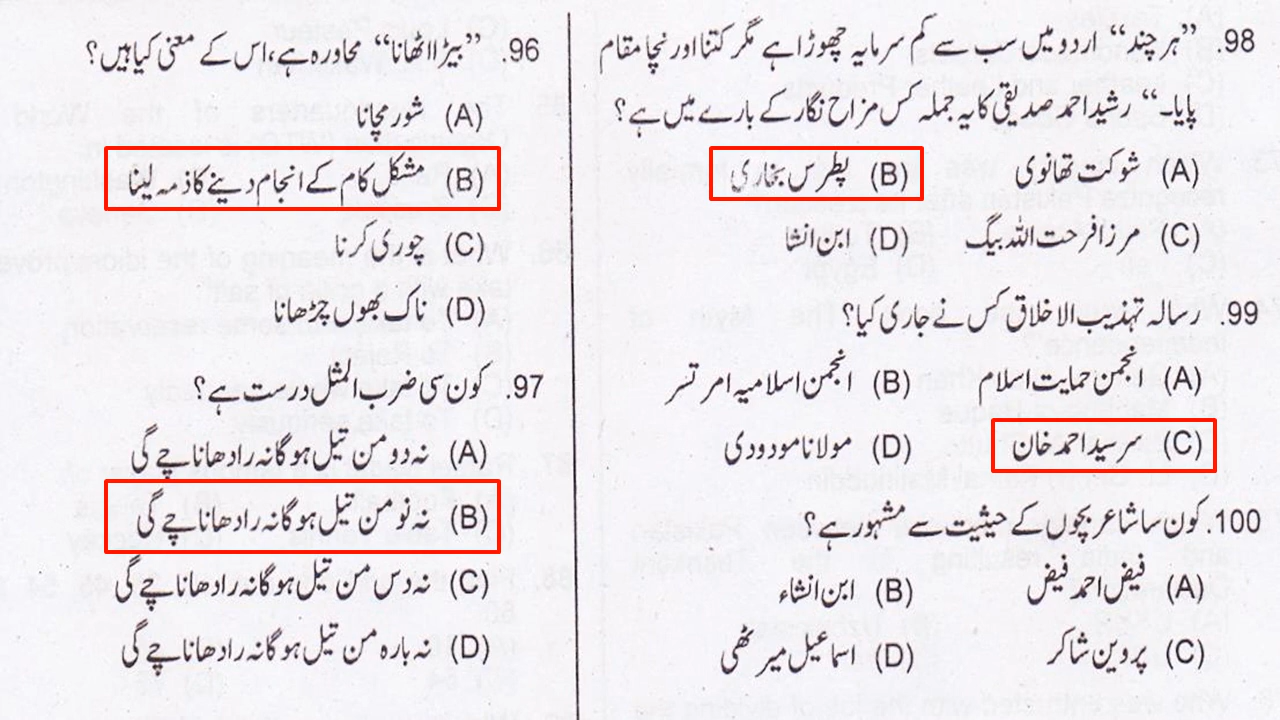 96. ”بیڑا اٹھانا“ محاورہ ہے، اس کے معنی کیا ہیں؟
(A) شور مچانا
(B) مشکل کام کے انجام دینے کا ذمہ لینا
(C) چوری کرنا
(D) ناک بھوں چڑھانا
97. کون سی ضرب المثل درست ہے؟
(A) نہ دو من تیل ہوگا نہ رادھا ناچے گی
(B) نہ نو من تیل ہوگا نہ رادھا ناچے گی
(C) نہ دس من تیل ہوگا نہ رادھا ناچے گی
(D) نہ بارہ من تیل ہوگا نہ رادھا ناچے گی
98. ”ہر چند“ اردو میں سب سے کم سرمایہ چھوڑا ہے مگر کتنا اور نچا مقام
پایا۔“ رشید احمد صدیقی کا یہ جملہ کس مزاح نگار کے بارے میں ہے؟
(A) شوکت تھانوی (B) پطرس بخاری
(C) مرزا فرحت اللہ بیگ (D) ابن انشا
99. رسالہ تہذیب الاخلاق کس نے جاری کیا؟
(A) انجمن حمایت اسلام (B) انجمن اسلامیہ امرتسر
(C) سرسید احمد خان (D) مولانا مودودی
100. کون سا شاعر بچوں کے حیثیت سے مشہور ہے؟
(A) فیض احمد فیض (B) ابن انشاء
(C) پروین شاکر (D) اسماعیل میرٹھی